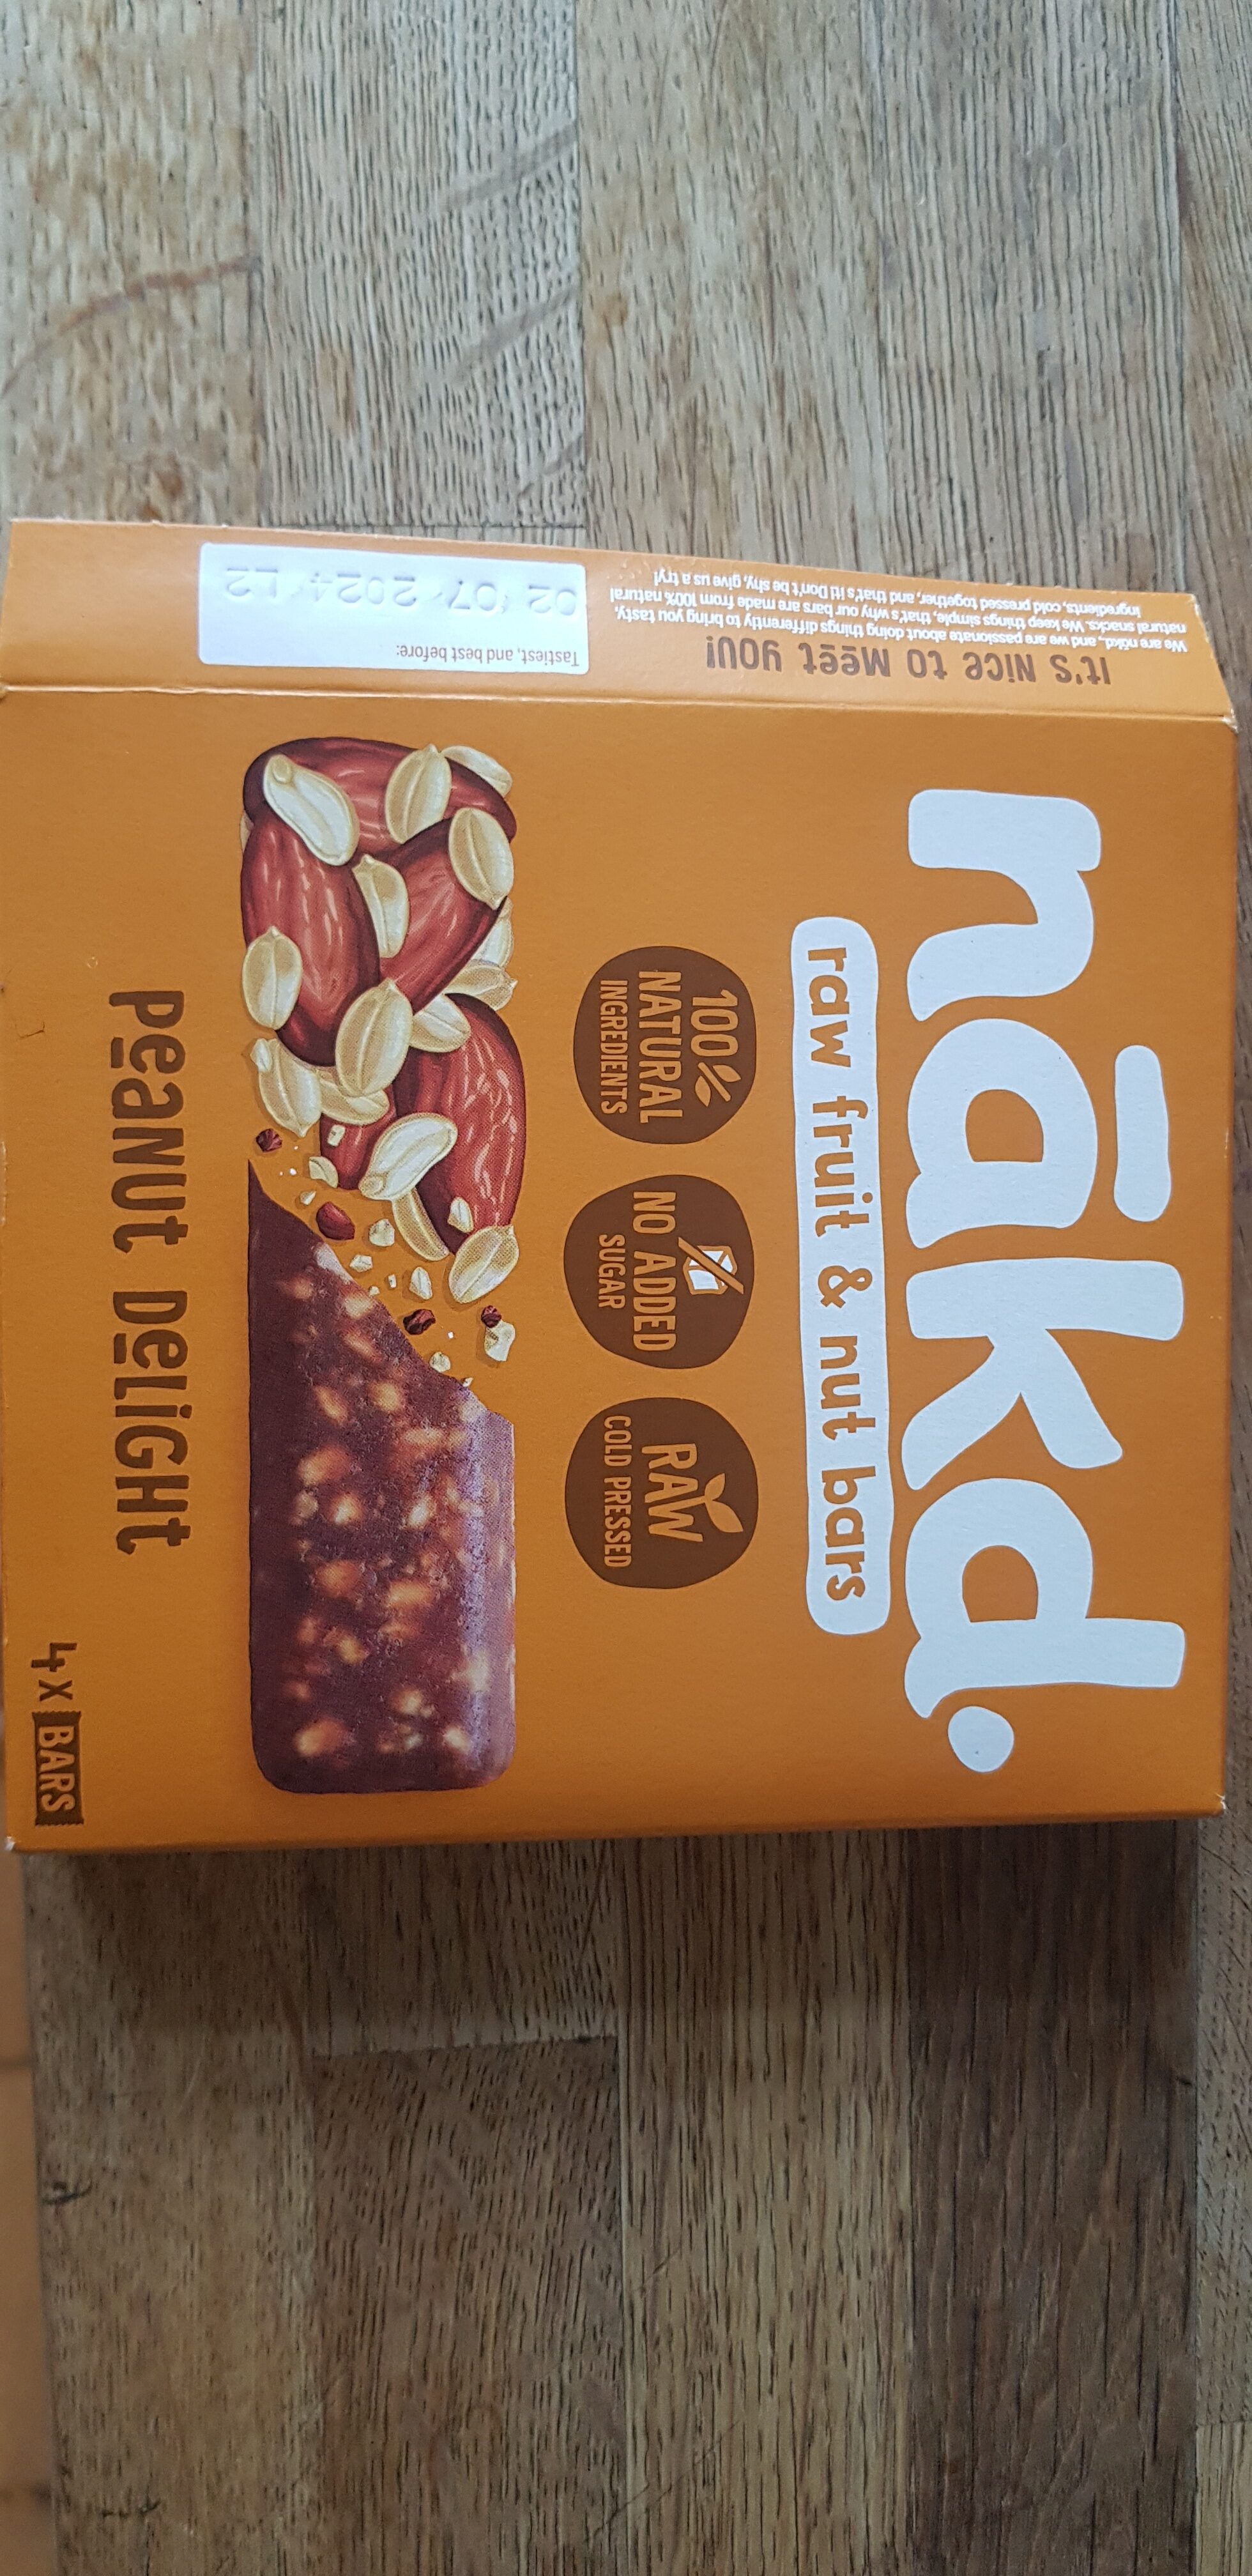 nākd.
raw fruit & nut bars
100%
NATURAL
INGREDIENTS
NO ADDED
SUGAR
RAW
COLD PRESSED
PEANUT DELIGHT
4x BARS
IT'S NICE TO MEET YOU!
We are nākd., and we are passionate about doing things differently to bring you tasty,
natural snacks. We keep things simple, that's why our bars are made from 100% natural
ingredients, cold pressed together, and that's it! Don't be shy, give us a try!
Tastiest, and best before:
02 07 2024 L2